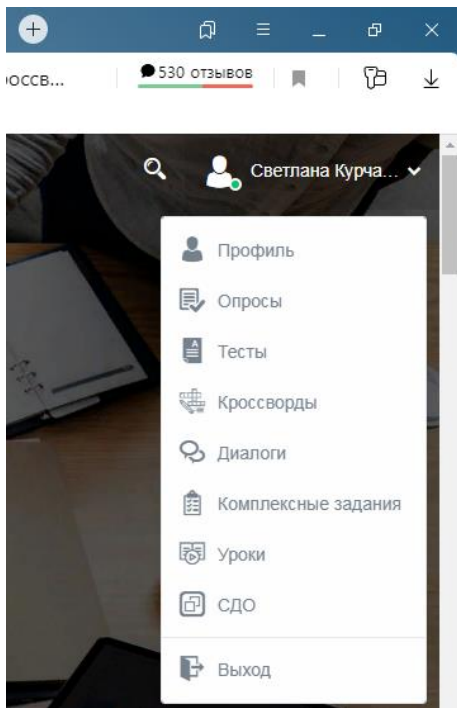 оссв...
530 отзывов
Светлана Курча...
Профиль
Опросы
Тесты
Кроссворды
Диалоги
Комплексные задания
Уроки
СДО
Выход